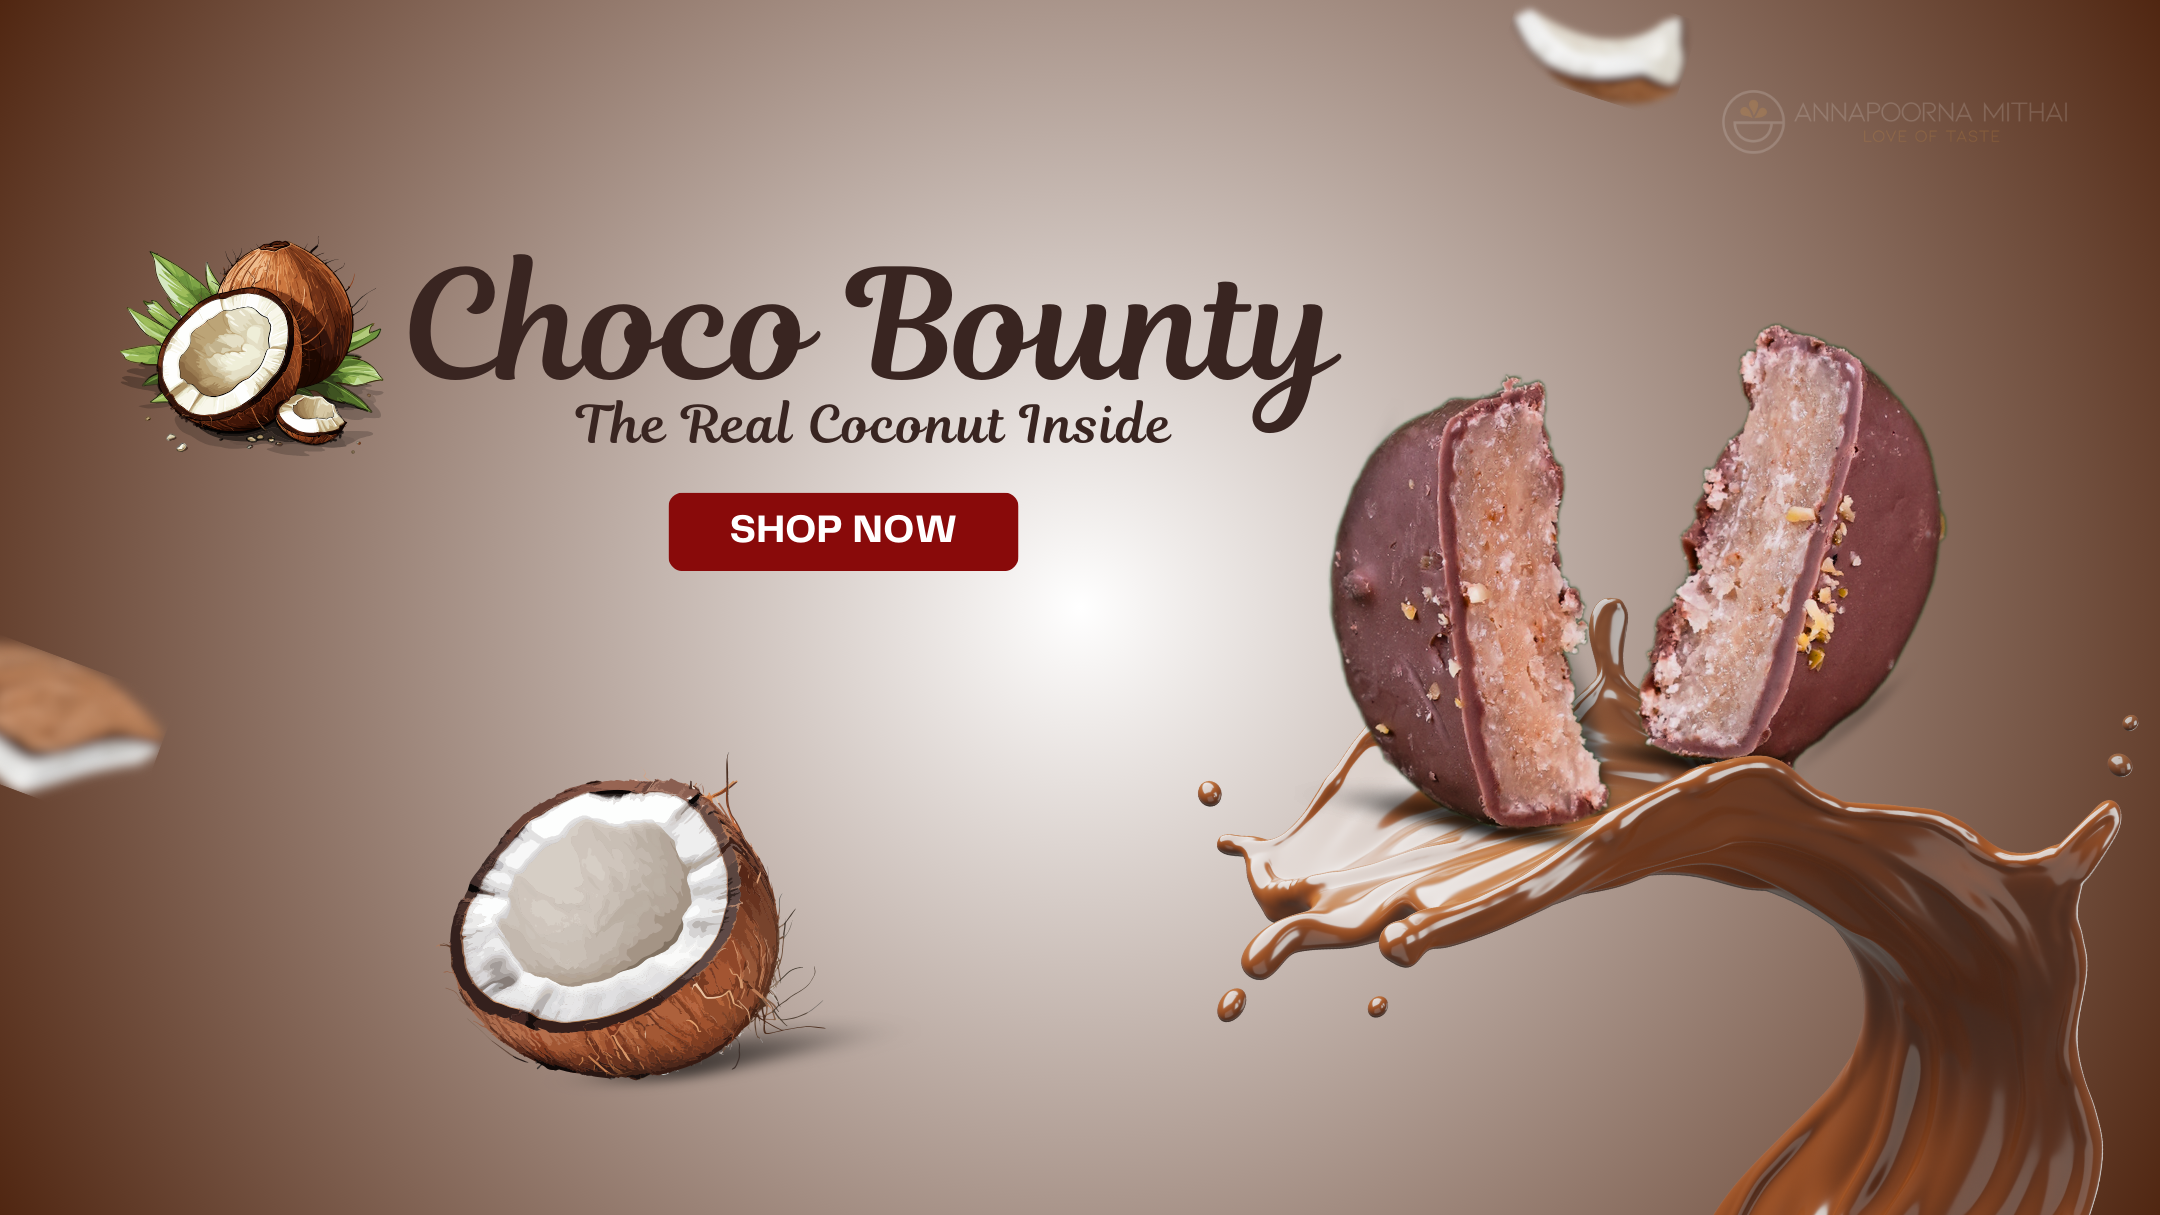 ANNAPOORNA MITHAI
LOVE OF TASTE
Choco Bounty
The Real Coconut Inside
SHOP NOW